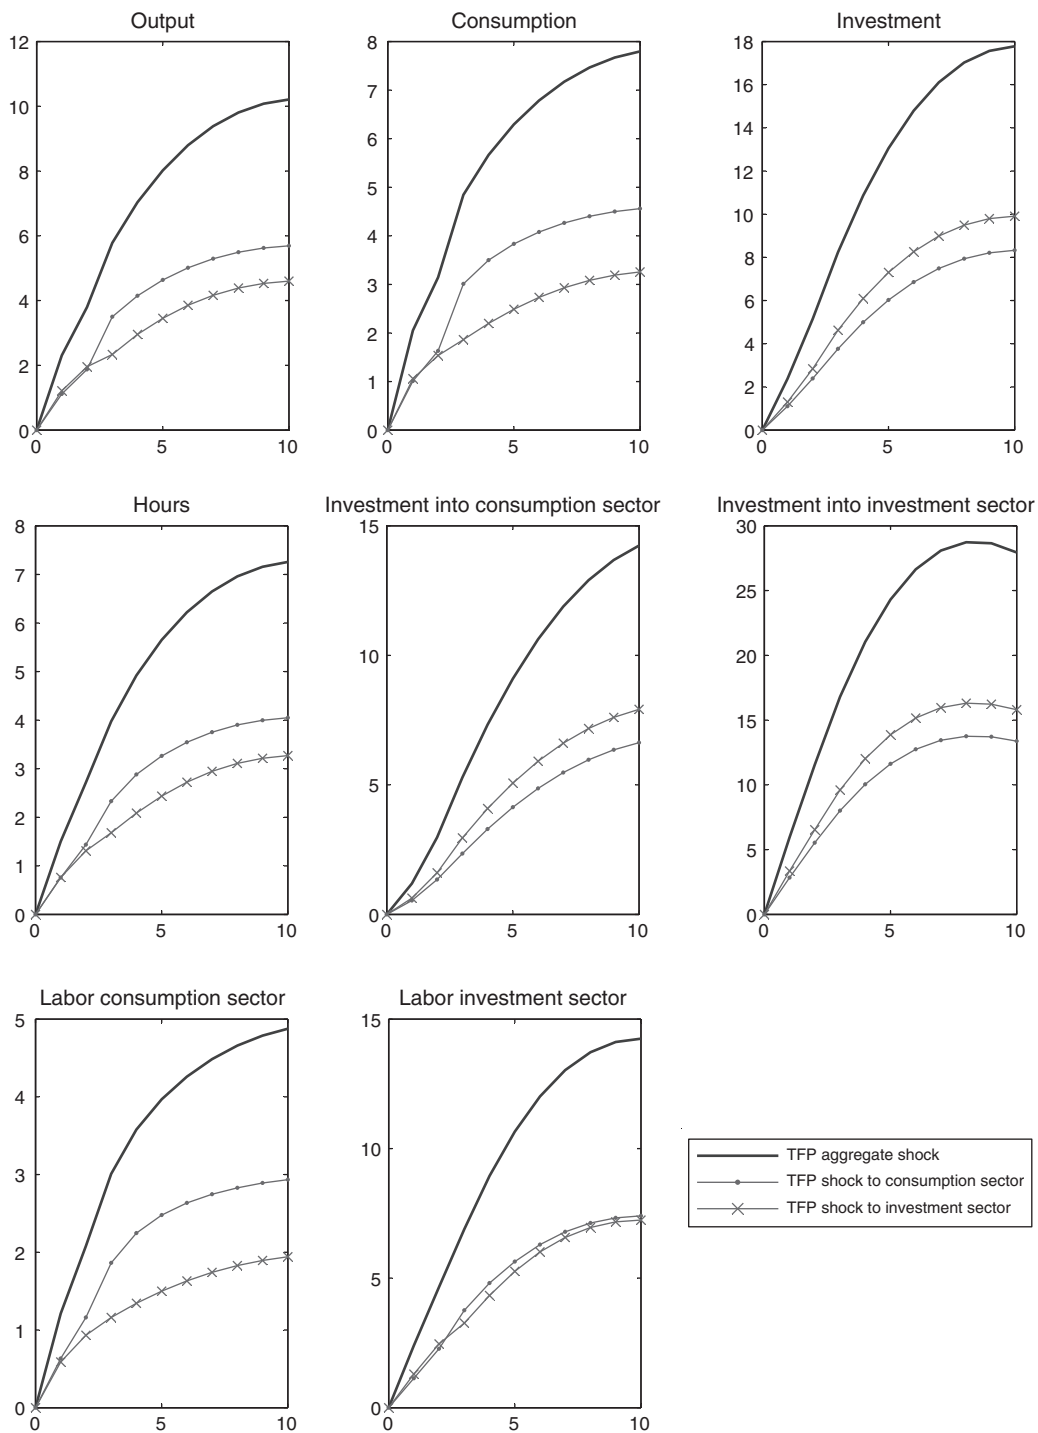 Output
Consumption
Investment
12
10
8
6
4
2
0
0 5 10
8
7
6
5
4
3
2
1
0
0 5 10
18
16
14
12
10
8
6
4
2
0
0 5 10
Hours
Investment into consumption sector
Investment into investment sector
8
7
6
5
4
3
2
1
0
0 5 10
15
10
5
0
0 5 10
30
25
20
15
10
5
0
0 5 10
Labor consumption sector
Labor investment sector
5
4
3
2
1
0
0 5 10
15
10
5
0
0 5 10
TFP aggregate shock
TFP shock to consumption sector
TFP shock to investment sector